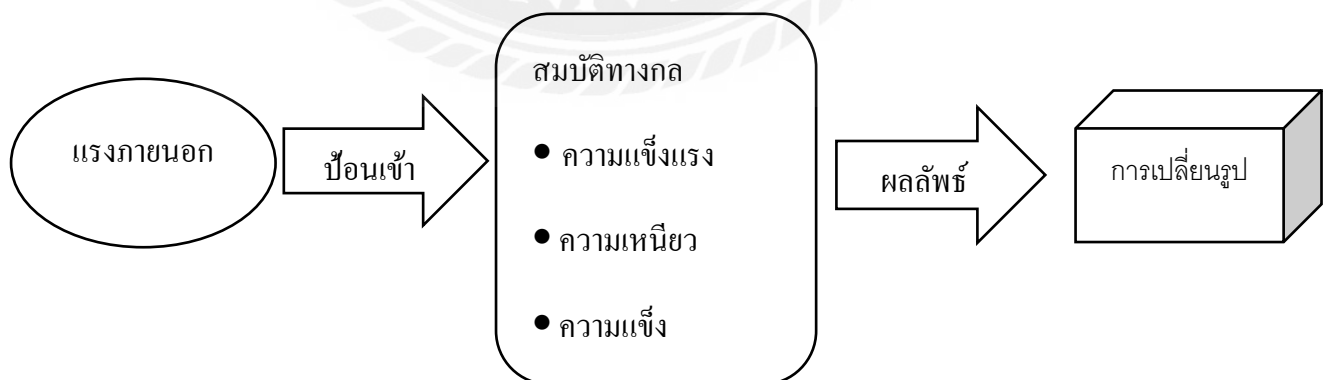 แรงภายนอก
ป้อนเข้า
สมบัติทางกล
● ความแข็งแรง
● ความเหนียว
● ความแข็ง
ผลลัพธ์
การเปลี่ยนรูป